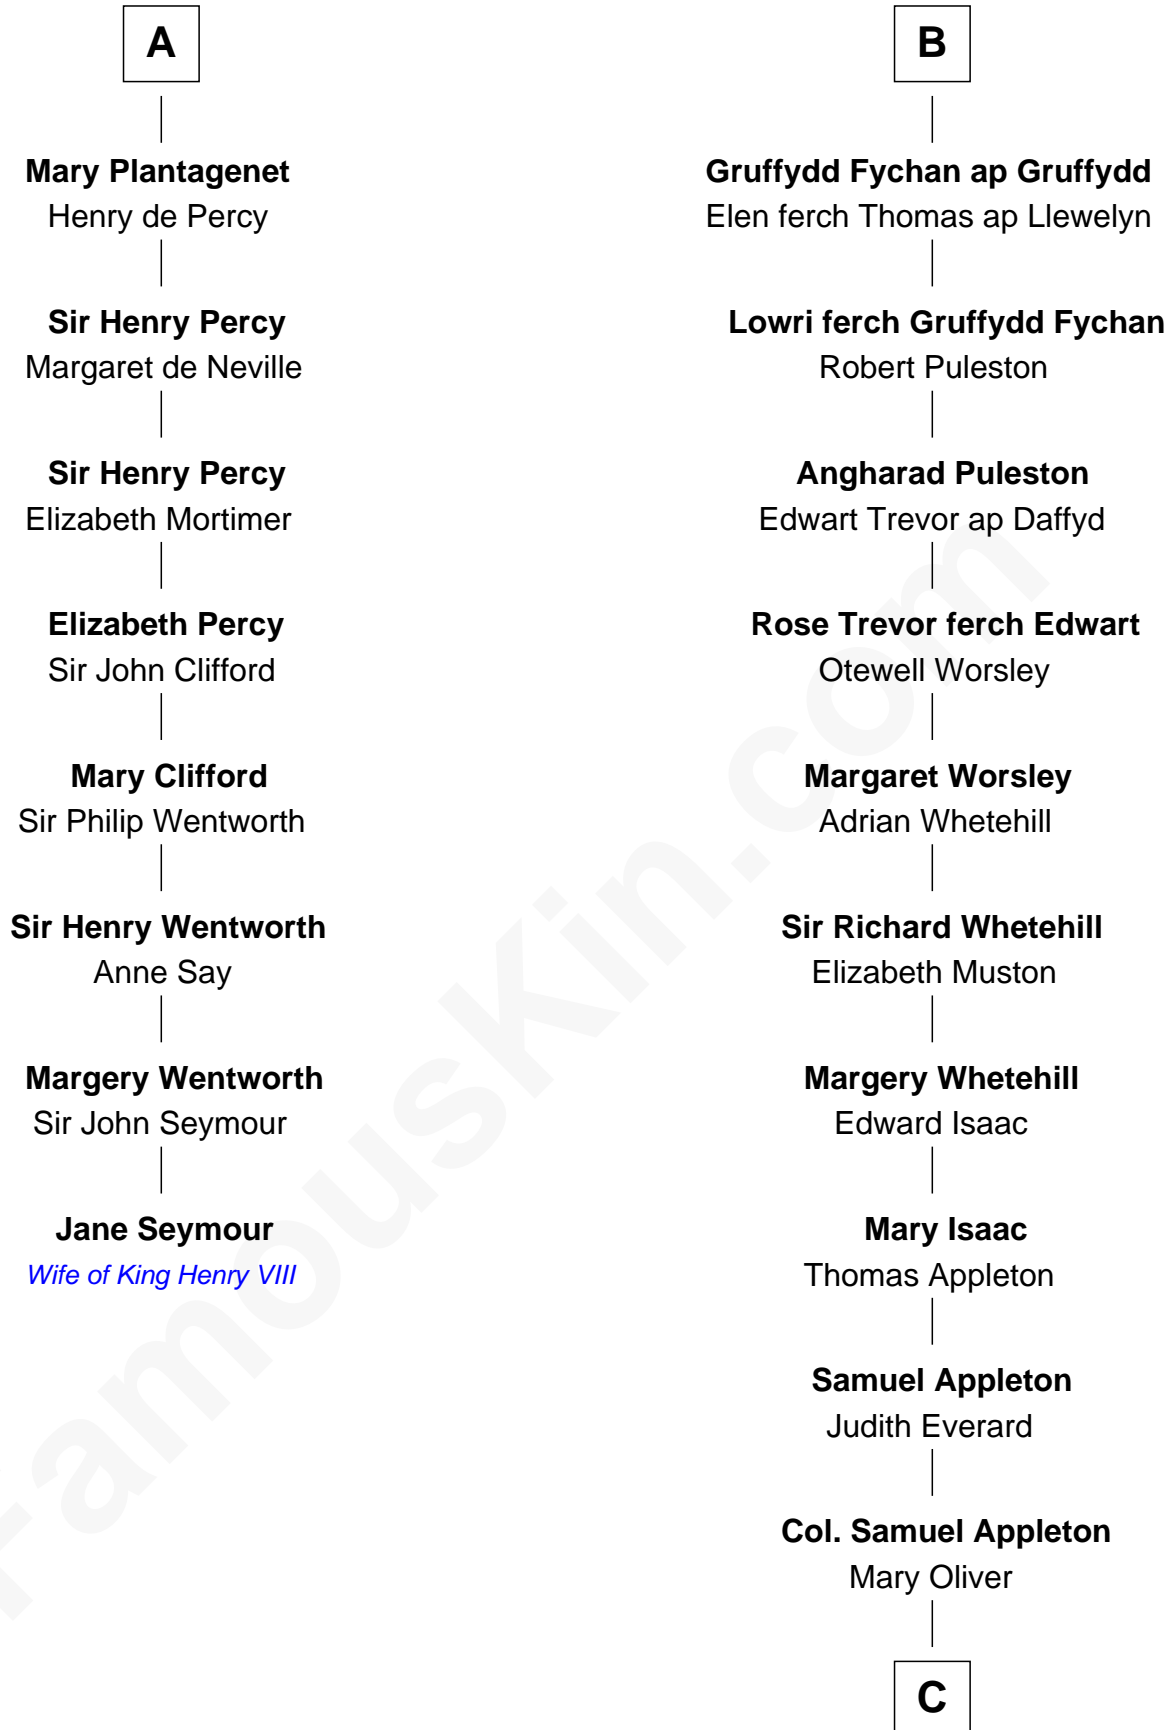 A
Mary Plantagenet
Henry de Percy
Sir Henry Percy
Margaret de Neville
Sir Henry Percy
Elizabeth Mortimer
Elizabeth Percy
Sir John Clifford
Mary Clifford
Sir Philip Wentworth
Sir Henry Wentworth
Anne Say
Margery Wentworth
Sir John Seymour
Jane Seymour
Wife of King Henry VIII
B
Gruffydd Fychan ap Gruffydd
Elen ferch Thomas ap Llewelyn
Lowri ferch Gruffydd Fychan
Robert Puleston
Angharad Puleston
Edwart Trevor ap Daffyd
Rose Trevor ferch Edwart
Otewell Worsley
Margaret Worsley
Adrian Whetehill
Sir Richard Whetehill
Elizabeth Muston
Margery Whetehill
Edward Isaac
Mary Isaac
Thomas Appleton
Samuel Appleton
Judith Everard
Col. Samuel Appleton
Mary Oliver
C
FamousKin.com